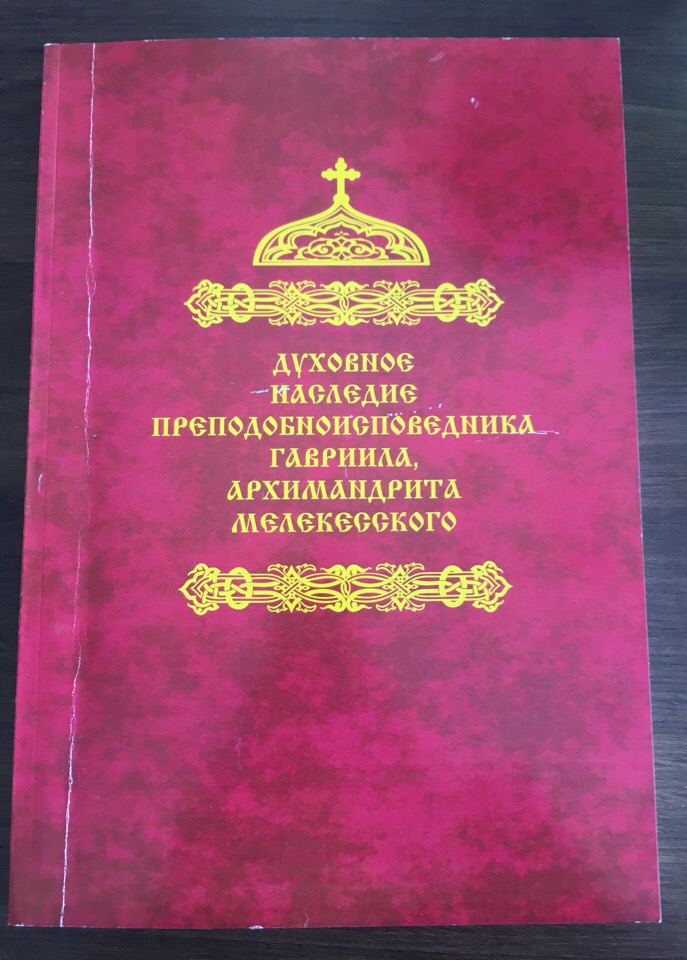 ДУХОВНОЕ
НАСЛЕДИЕ
ПРЕПОДОБНОИСПОВЕДНИКА
ГАВРИИЛА,
АРХИМАНДРИТА
МЕЛЕКЕССКОГО